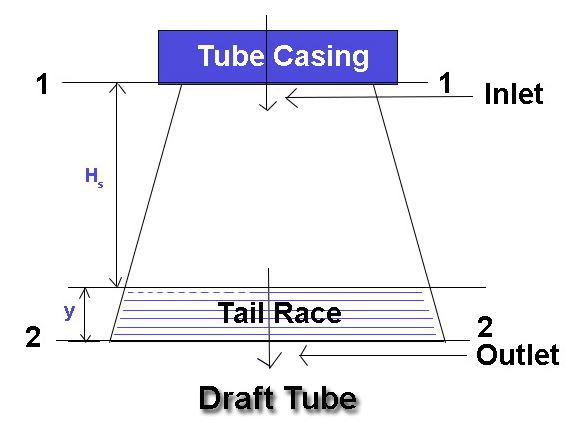 Tube Casing
1
1
Inlet
Hs
y
Tail Race
2
2
Outlet
Draft Tube